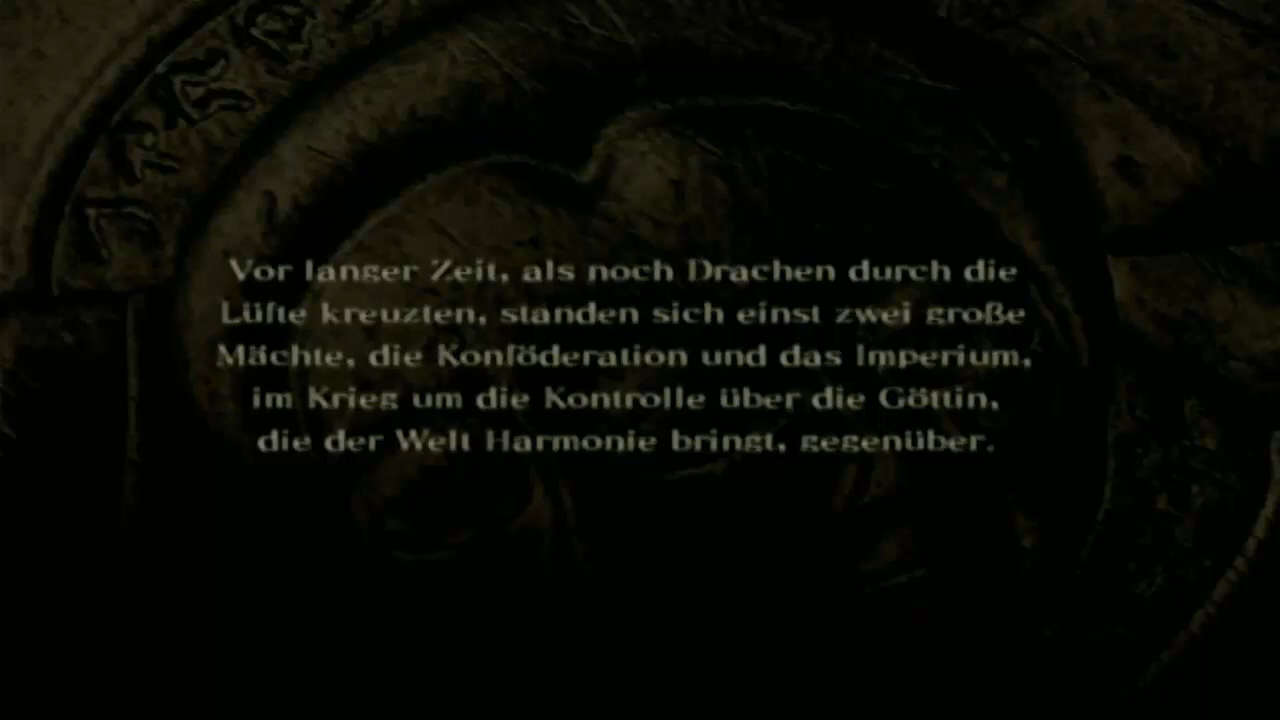 Vor langer Zeit, als noch Drachen durch die
Lüfte kreuzten, standen sich einst zwei große
Mächte, die Konföderation und das Imperium,
im Krieg um die Kontrolle über die Göttin,
die der Welt Harmonie bringt, gegenüber.